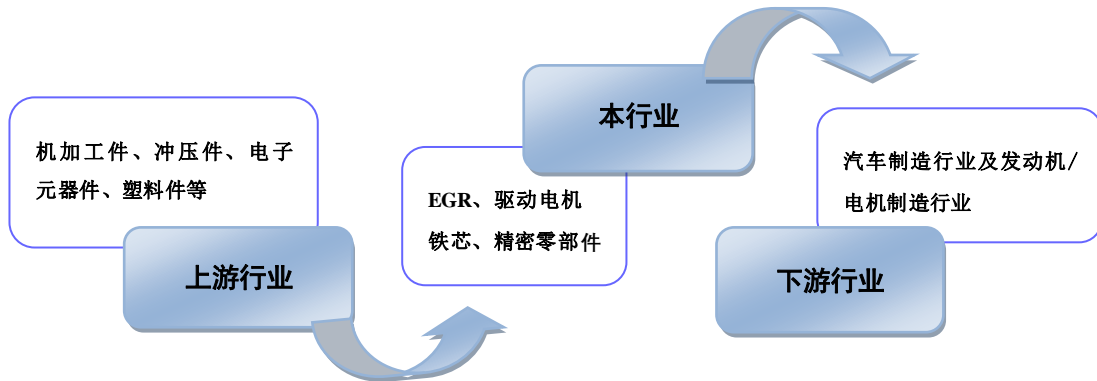 机加工件、冲压件、电子
元器件、塑料件等
上游行业
本行业
EGR、驱动电机
铁芯、精密零部件
汽车制造行业及发动机/
电机制造行业
下游行业